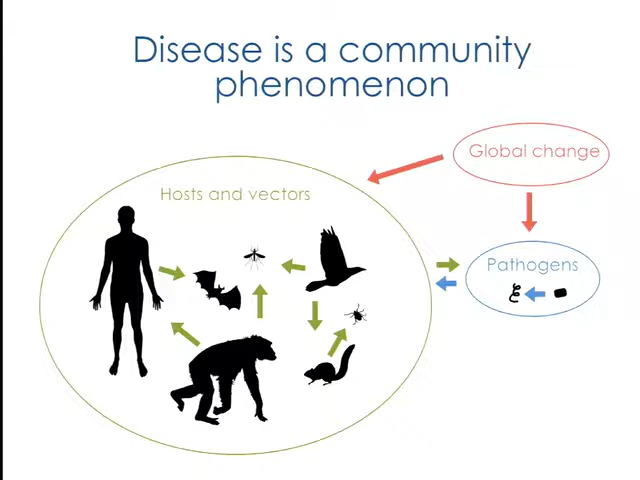 Disease is a community
phenomenon
Global change
Hosts and vectors
Pathogens